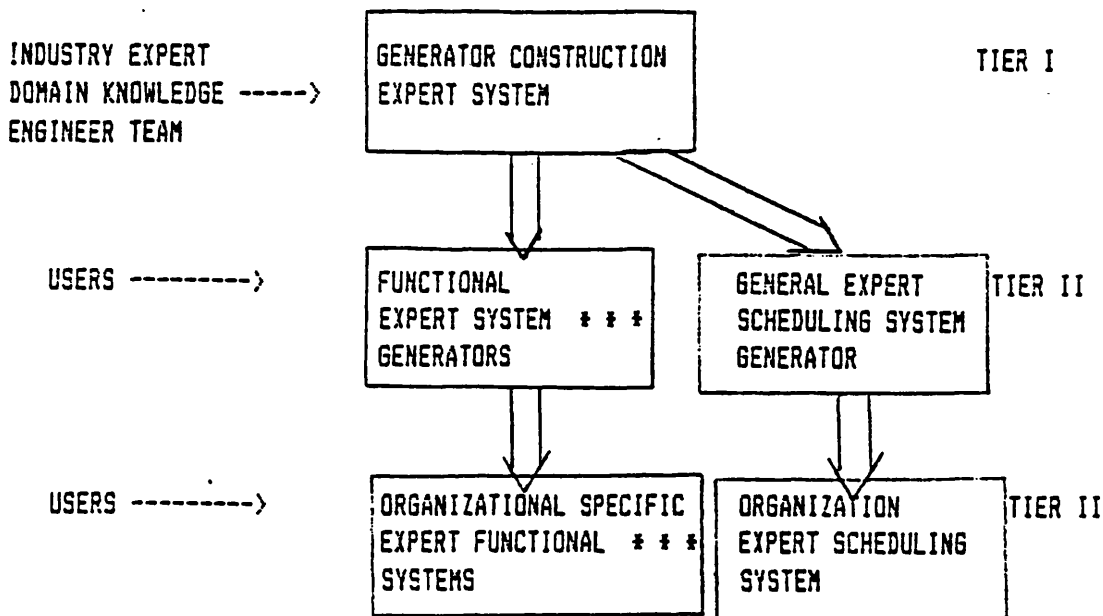 INDUSTRY EXPERT
DOMAIN KNOWLEDGE ----->
ENGINEER TEAM
GENERATOR CONSTRUCTION
EXPERT SYSTEM
TIER I
USERS --------->
FUNCTIONAL
EXPERT SYSTEM * * *
GENERATORS
GENERAL EXPERT
SCHEDULING SYSTEM
GENERATOR
TIER II
USERS --------->
ORGANIZATIONAL SPECIFIC
EXPERT FUNCTIONAL * * *
SYSTEMS
ORGANIZATION
EXPERT SCHEDULING
SYSTEM
TIER II